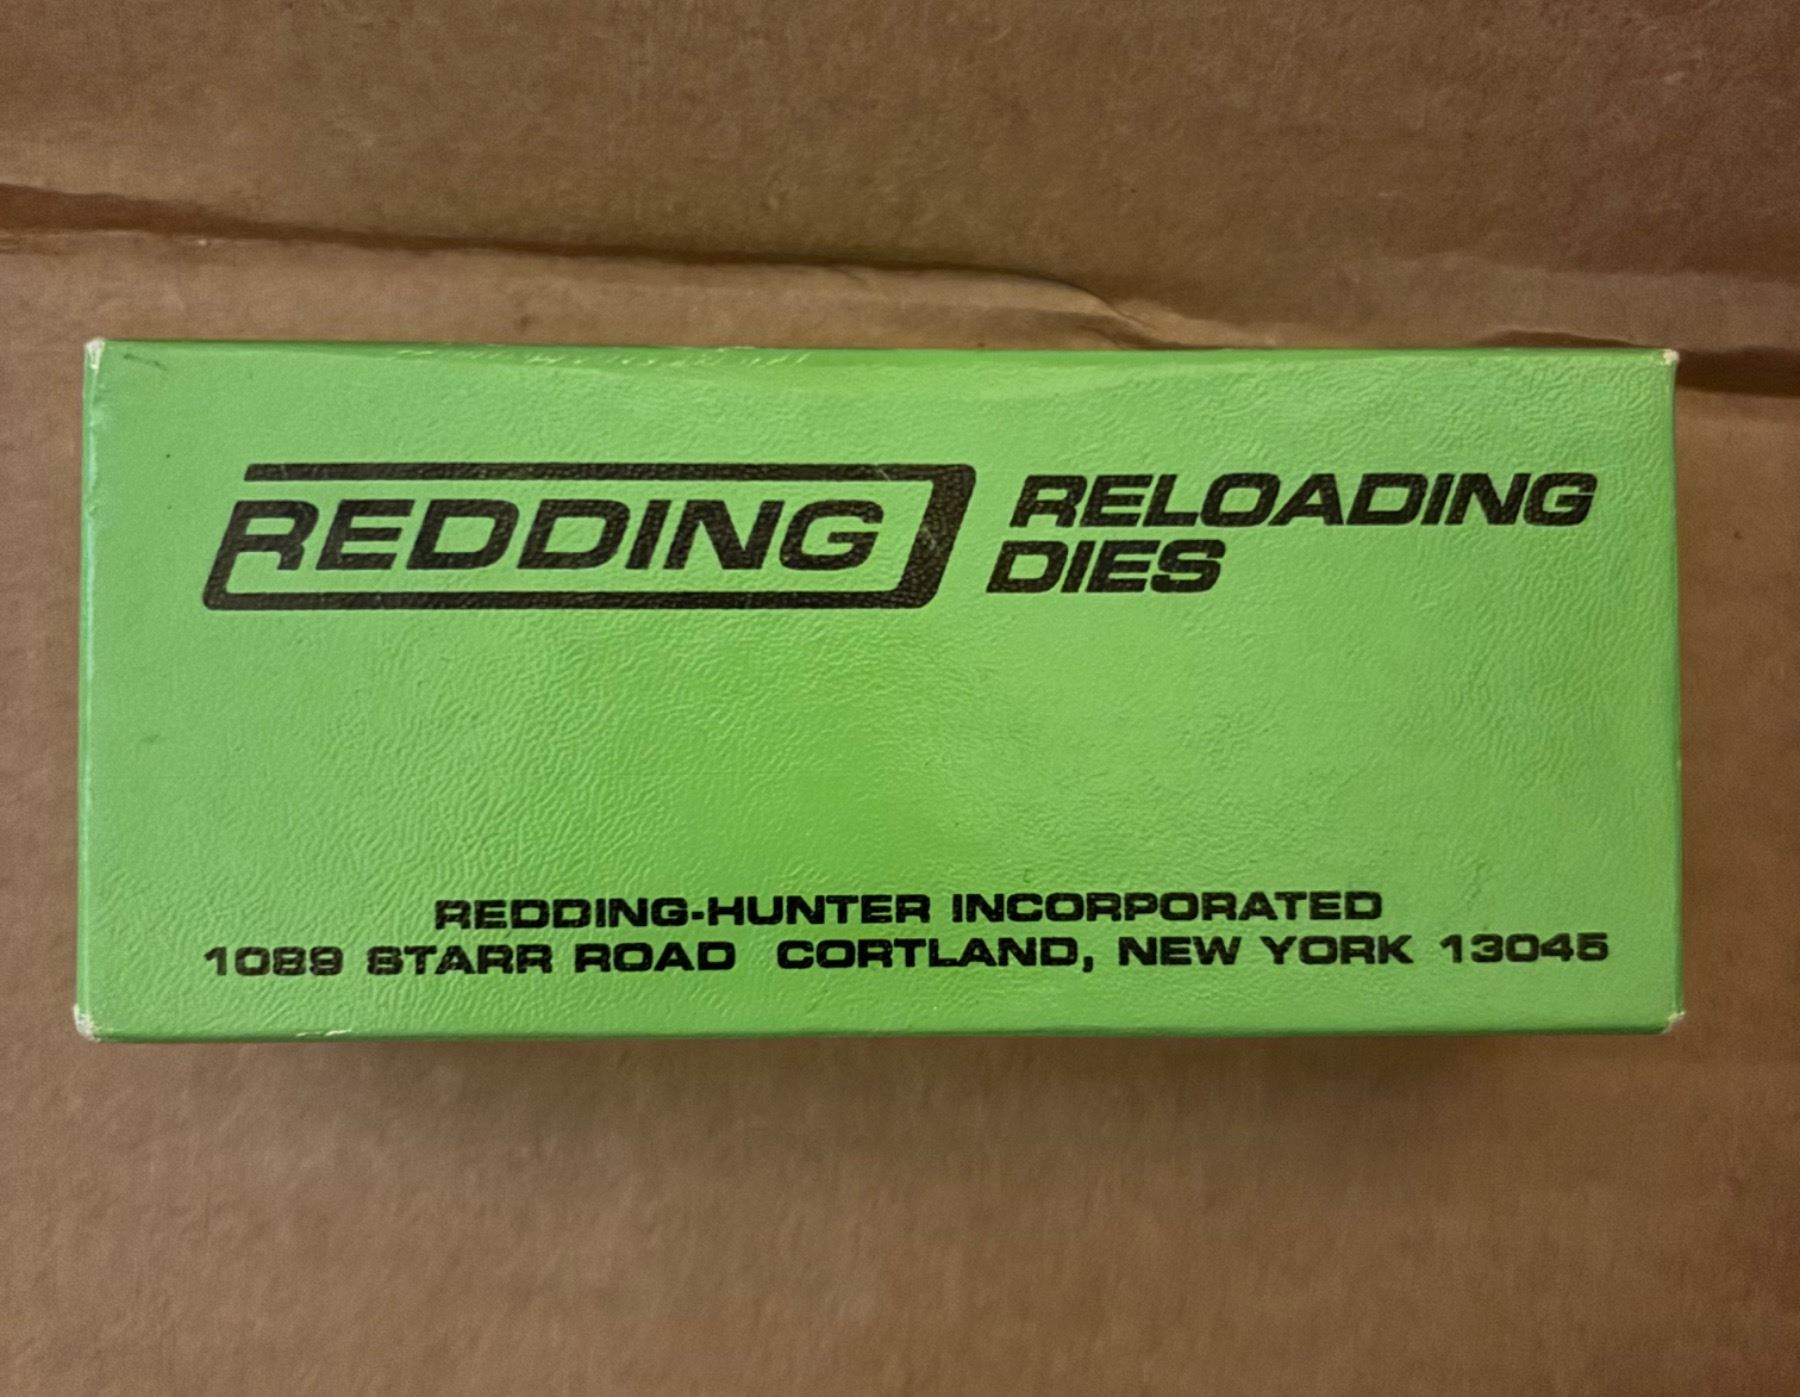 REDDING
RELOADING
DIES
REDDING-HUNTER INCORPORATED
1089 STARR ROAD CORTLAND, NEW YORK 13045